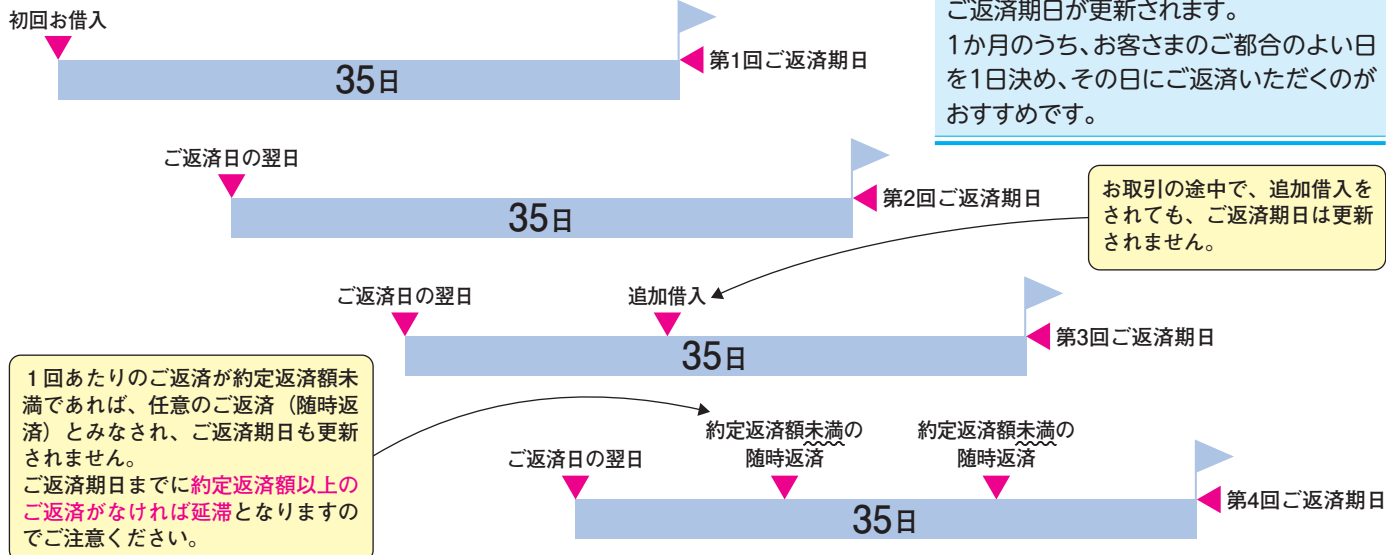 ご返済期日が更新されます。
1か月のうち、お客さまのご都合のよい日
を1日決め、その日にご返済いただくのが
おすすめです。
初回お借入
35日
第1回ご返済期日
ご返済日の翌日
35日
第2回ご返済期日
お取引の途中で、追加借入を
されても、ご返済期日は更新
されません。
ご返済日の翌日
追加借入
35日
第3回ご返済期日
1回あたりのご返済が約定返済額未
満であれば、任意のご返済（随時返
済）とみなされ、ご返済期日も更新
されません。
ご返済期日までに約定返済額以上の
ご返済がなければ延滞となりますの
でご注意ください。
ご返済日の翌日
約定返済額未満の
随時返済
約定返済額未満の
随時返済
35日
第4回ご返済期日